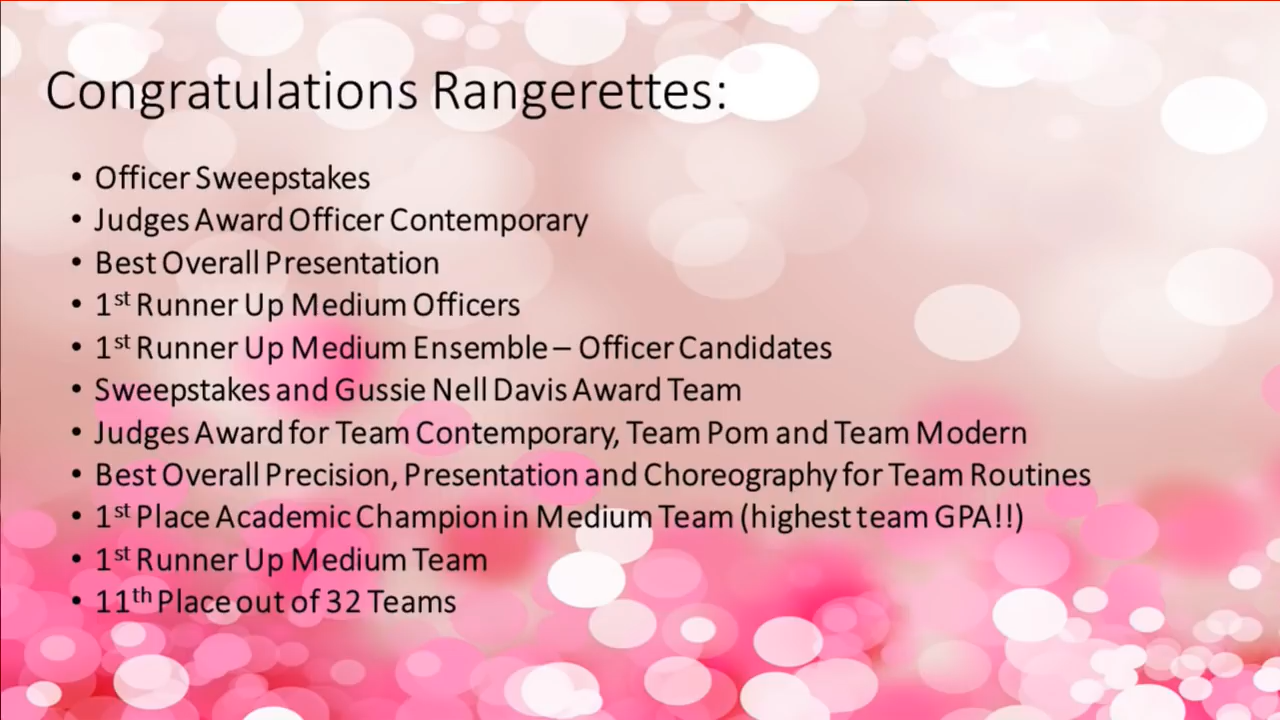 Congratulations Rangerettes:
• Officer Sweepstakes
• Judges Award Officer Contemporary
• Best Overall Presentation
• 1st Runner Up Medium Officers
• 1st Runner Up Medium Ensemble – Officer Candidates
• Sweepstakes and Gussie Nell Davis Award Team
• Judges Award for Team Contemporary, Team Pom and Team Modern
• Best Overall Precision, Presentation and Choreography for Team Routines
• 1st Place Academic Champion in Medium Team (highest team GPA!!)
• 1st Runner Up Medium Team
• 11th Place out of 32 Teams